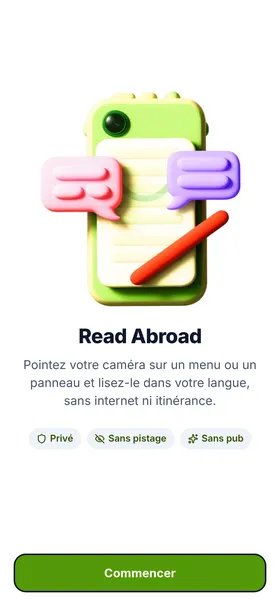 Read Abroad
Pointez votre caméra sur un menu ou un
panneau et lisez-le dans votre langue,
sans internet ni itinérance.
Privé
Sans pistage
Sans pub
Commencer